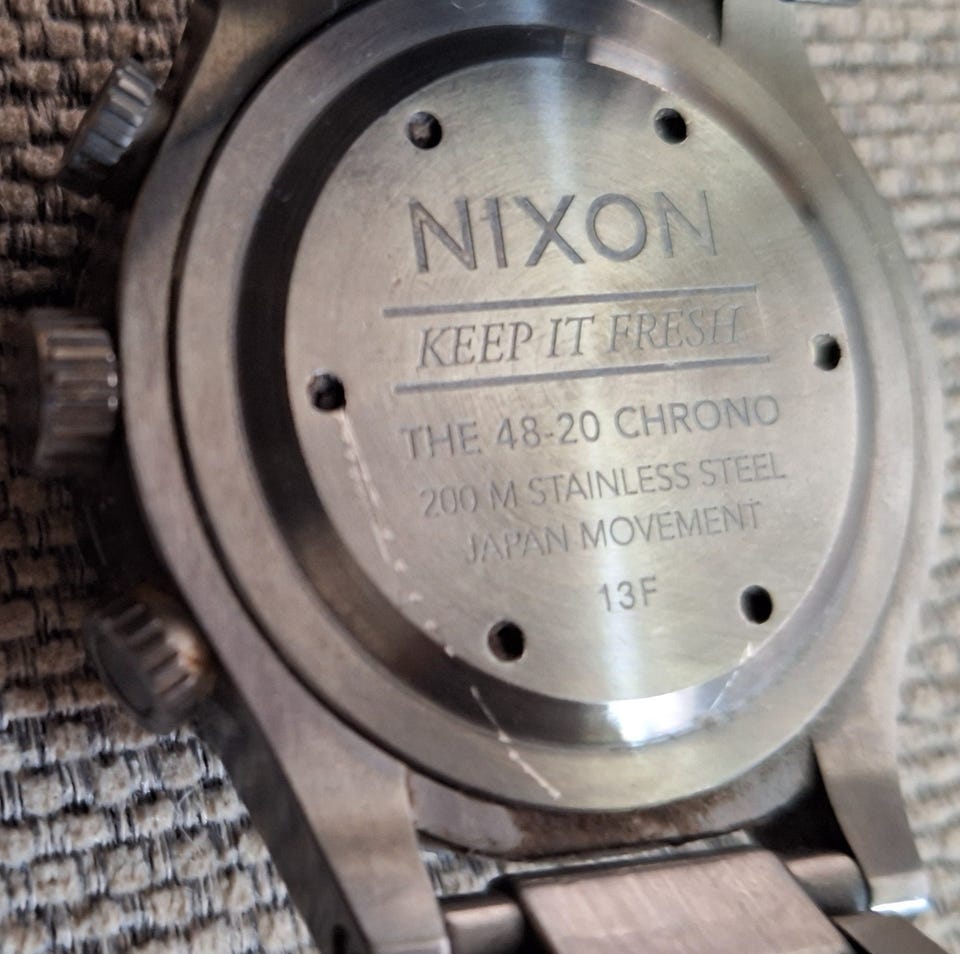 NIXON
KEEP IT FRESH
THE 48-20 CHRONO
200 M STAINLESS STEEL
JAPAN MOVEMENT
13F